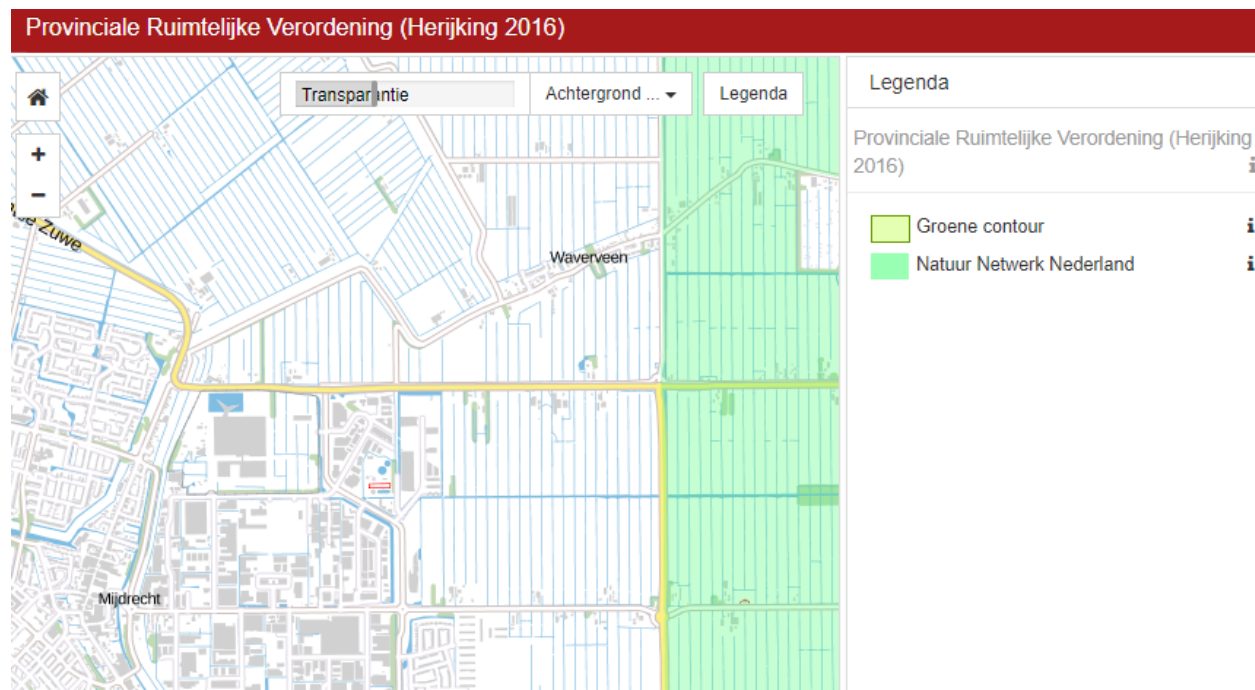 Provinciale Ruimtelijke Verordening (Herijking 2016)
Transparantie
Achtergrond ...
Legenda
+
−
Zuwe
Waverveen
Mijdrecht
Legenda
Provinciale Ruimtelijke Verordening (Herijking
2016)
i
Groene contour
i
Natuur Netwerk Nederland
i